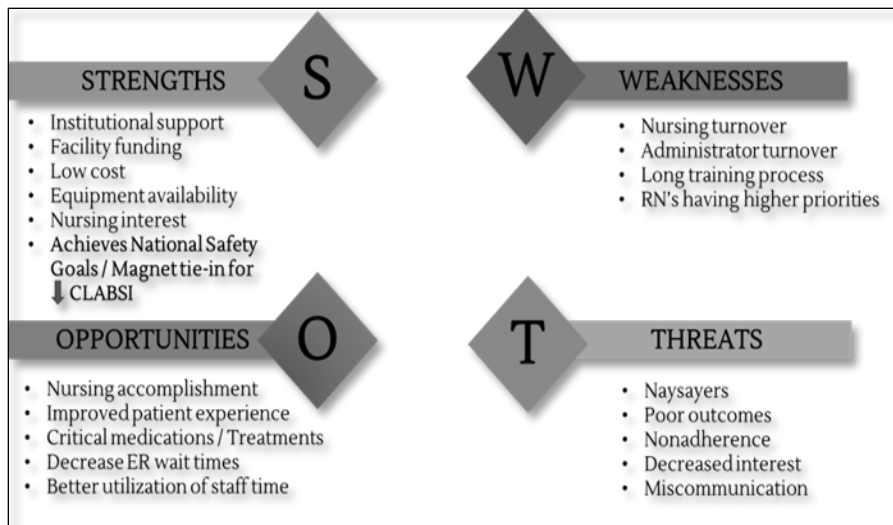 STRENGTHS
S
• Institutional support
• Facility funding
• Low cost
• Equipment availability
• Nursing interest
• Achieves National Safety
Goals / Magnet tie-in for
CLABSI
W
WEAKNESSES
• Nursing turnover
• Administrator turnover
• Long training process
• RN's having higher priorities
OPPORTUNITIES
O
• Nursing accomplishment
• Improved patient experience
• Critical medications / Treatments
• Decrease ER wait times
• Better utilization of staff time
T
THREATS
• Naysayers
• Poor outcomes
• Nonadherence
• Decreased interest
• Miscommunication